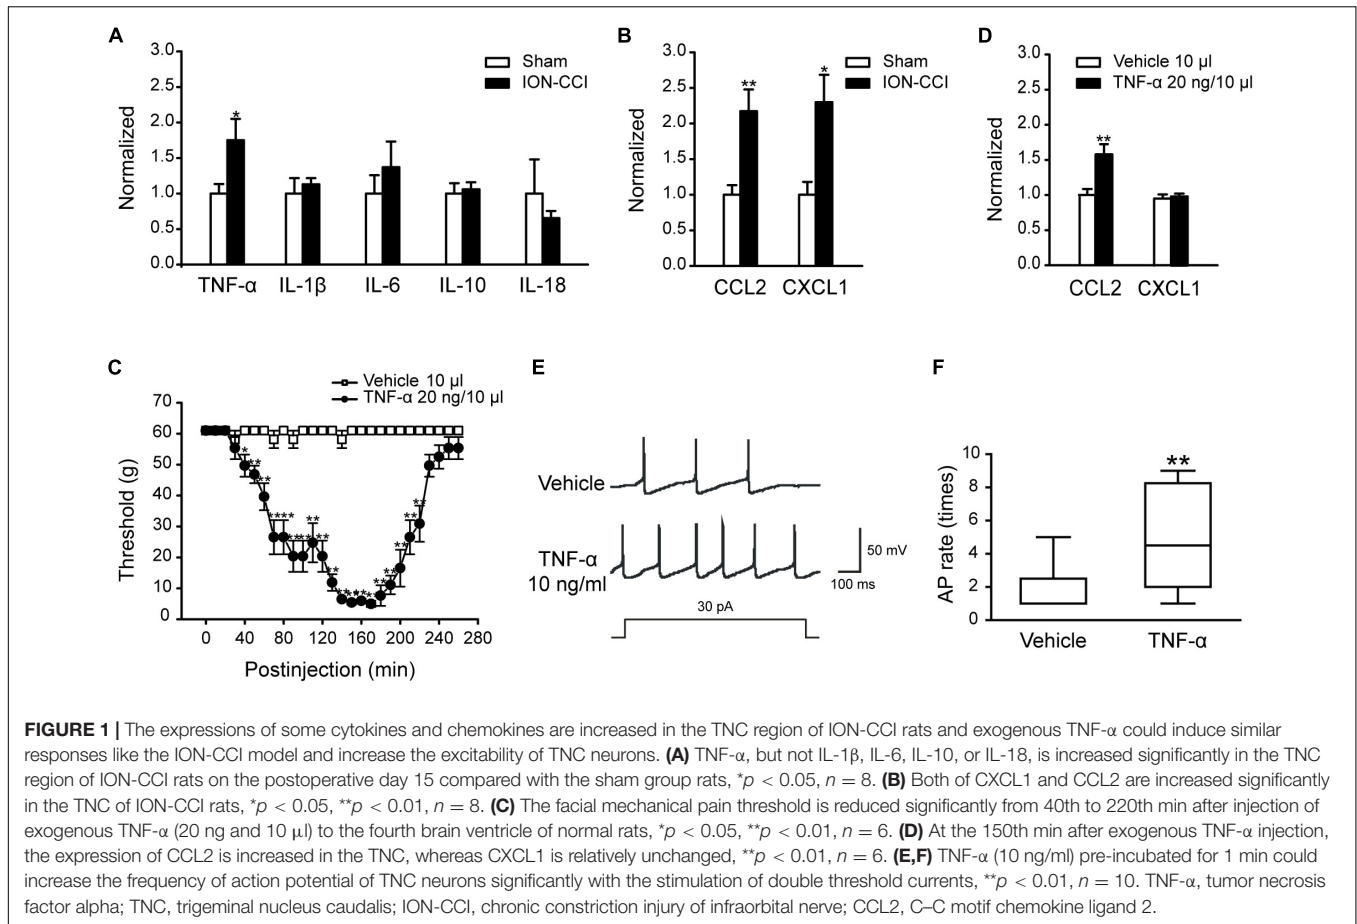 A
3.0
2.5
2.0
1.5
1.0
0.5
0.0
Normalized
Sham
ION-CCI
*
TNF-α IL-1β IL-6 IL-10 IL-18
B
3.0
2.5
2.0
1.5
1.0
0.5
0.0
Normalized
Sham
ION-CCI
**
*
CCL2 CXCL1
D
3.0
2.5
2.0
1.5
1.0
0.5
0.0
Normalized
Vehicle 10 µl
TNF-α 20 ng/10 µl
**
CCL2 CXCL1
C
Vehicle 10 µl
TNF-α 20 ng/10 µl
70
60
50
40
30
20
10
0
Threshold (g)
0 40 80 120 160 200 240 280
Postinjection (min)
E
Vehicle
TNF-α
10 ng/ml
50 mV
100 ms
30 pA
F
10
8
6
4
2
0
AP rate (times)
**
Vehicle TNF-α
FIGURE 1 | The expressions of some cytokines and chemokines are increased in the TNC region of ION-CCI rats and exogenous TNF-α could induce similar
responses like the ION-CCI model and increase the excitability of TNC neurons. (A) TNF-α, but not IL-1β, IL-6, IL-10, or IL-18, is increased significantly in the TNC
region of ION-CCI rats on the postoperative day 15 compared with the sham group rats, *p < 0.05, n = 8. (B) Both of CXCL1 and CCL2 are increased significantly
in the TNC of ION-CCI rats, *p < 0.05, **p < 0.01, n = 8. (C) The facial mechanical pain threshold is reduced significantly from 40th to 220th min after injection of
exogenous TNF-α (20 ng and 10 µl) to the fourth brain ventricle of normal rats, *p < 0.05, **p < 0.01, n = 6. (D) At the 150th min after exogenous TNF-α injection,
the expression of CCL2 is increased in the TNC, whereas CXCL1 is relatively unchanged, **p < 0.01, n = 6. (E,F) TNF-α (10 ng/ml) pre-incubated for 1 min could
increase the frequency of action potential of TNC neurons significantly with the stimulation of double threshold currents, **p < 0.01, n = 10. TNF-α, tumor necrosis
factor alpha; TNC, trigeminal nucleus caudalis; ION-CCI, chronic constriction injury of infraorbital nerve; CCL2, C–C motif chemokine ligand 2.